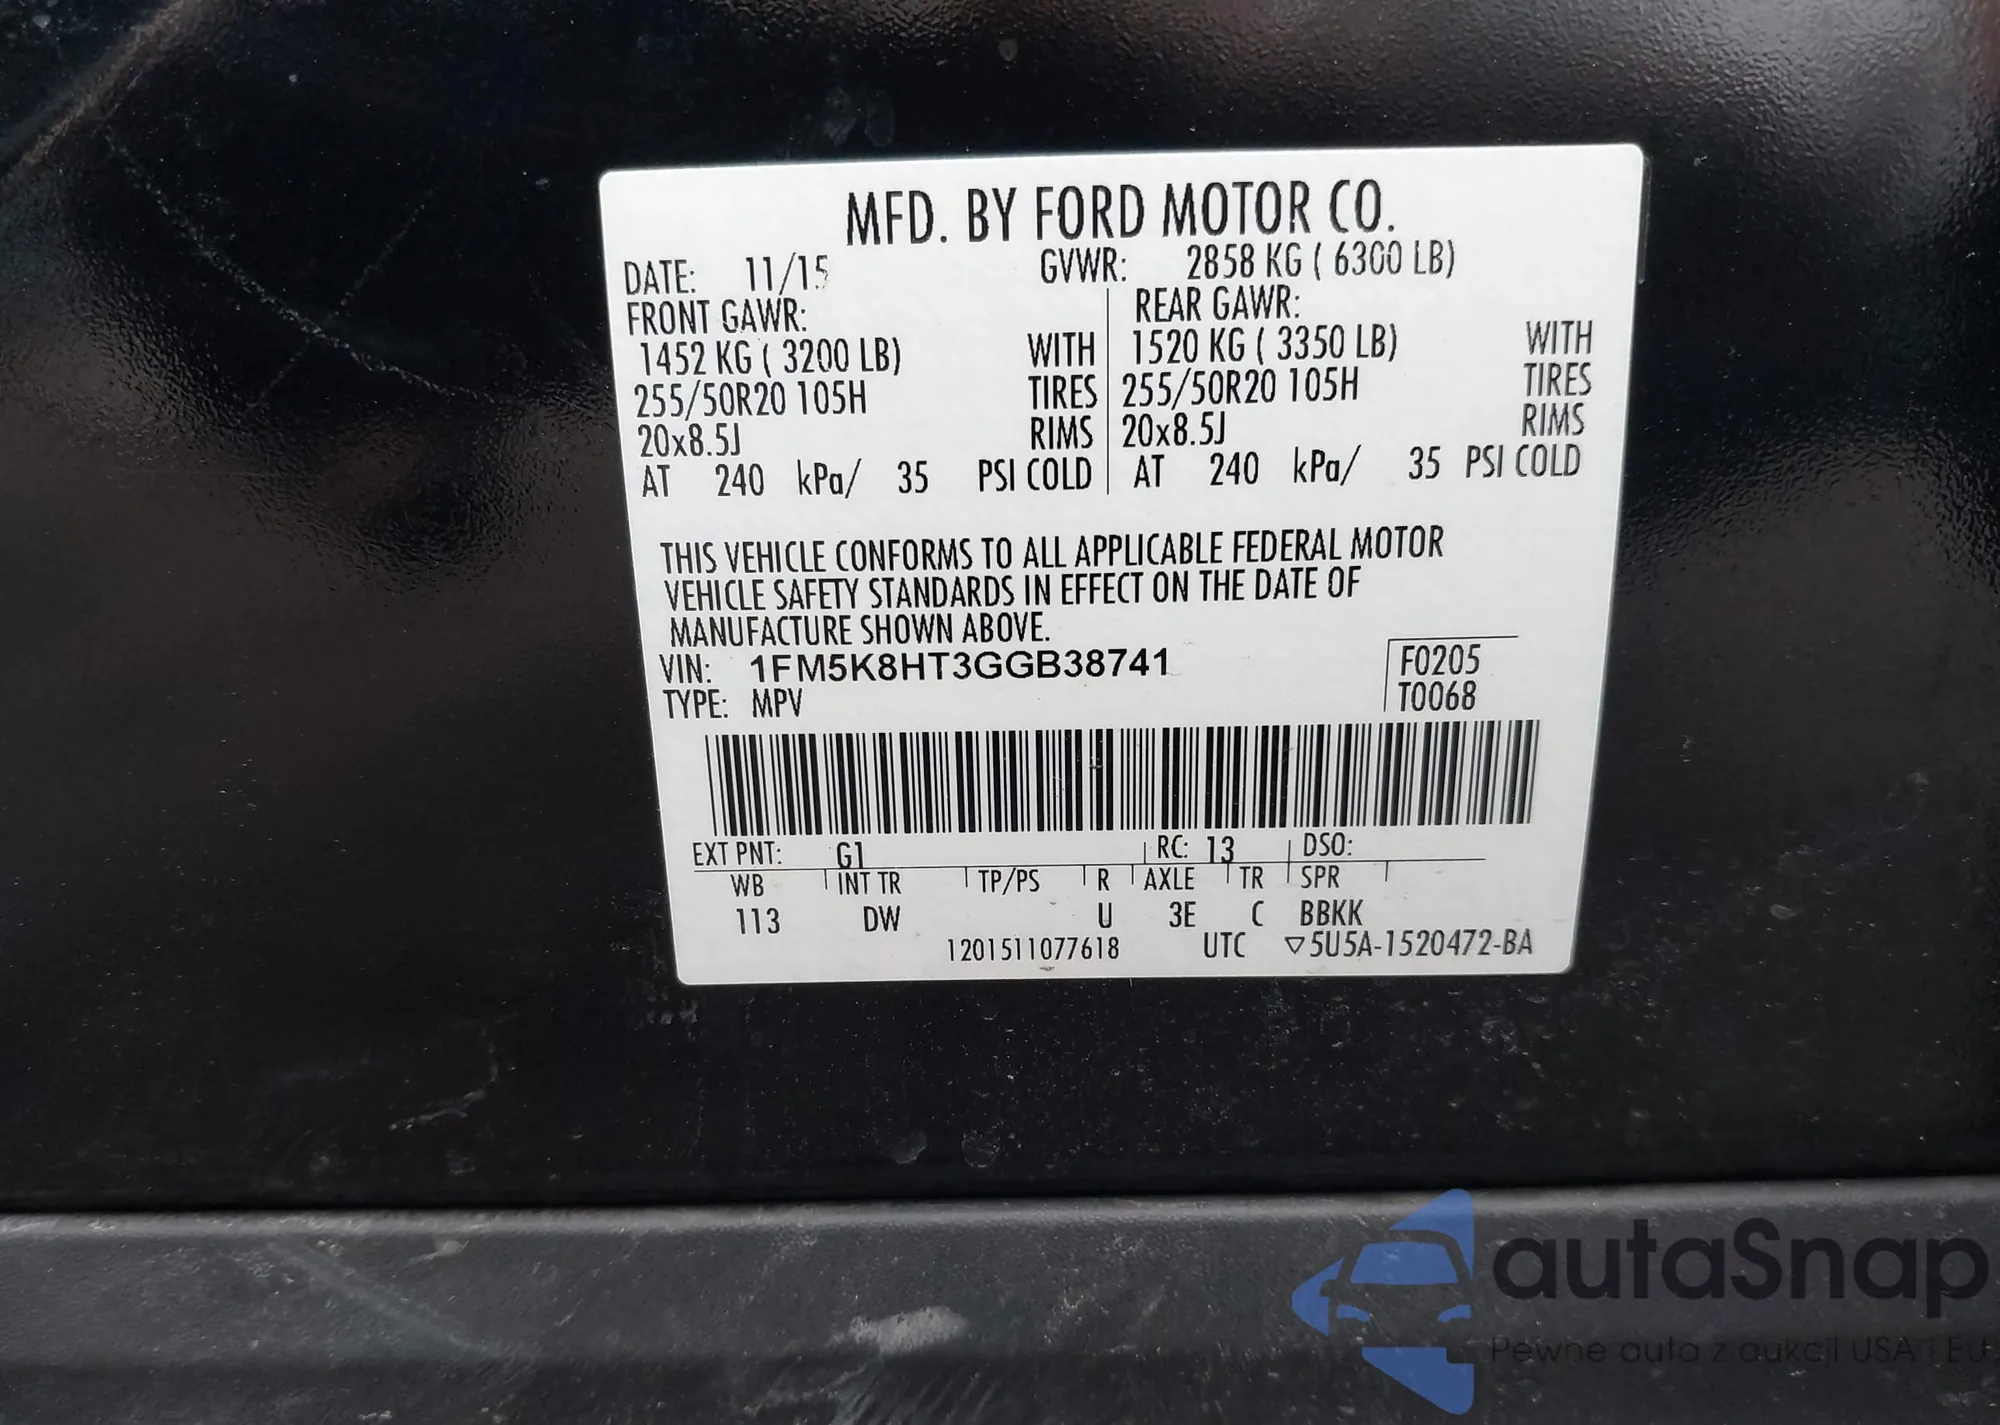 MFD. BY FORD MOTOR CO.
DATE: 11/15 GVWR: 2858 KG ( 6300 LB)
FRONT GAWR: REAR GAWR:
1452 KG ( 3200 LB) WITH 1520 KG ( 3350 LB) WITH
255/50R20 105H TIRES 255/50R20 105H TIRES
20x8.5J RIMS 20x8.5J RIMS
AT 240 kPa/ 35 PSI COLD AT 240 kPa/ 35 PSI COLD
THIS VEHICLE CONFORMS TO ALL APPLICABLE FEDERAL MOTOR
VEHICLE SAFETY STANDARDS IN EFFECT ON THE DATE OF
MANUFACTURE SHOWN ABOVE.
VIN: 1FM5K8HT3GGB38741 F0205
TYPE: MPV T0068
EXT PNT: G1 RC: 13 DSO:
WB INT TR TP/PS R AXLE TR SPR
113 DW U 3E C BBKK
1201511077618 UTC ▽5U5A-1520472-BA
autaSnap
Pewne auta z aukcji USA i EU